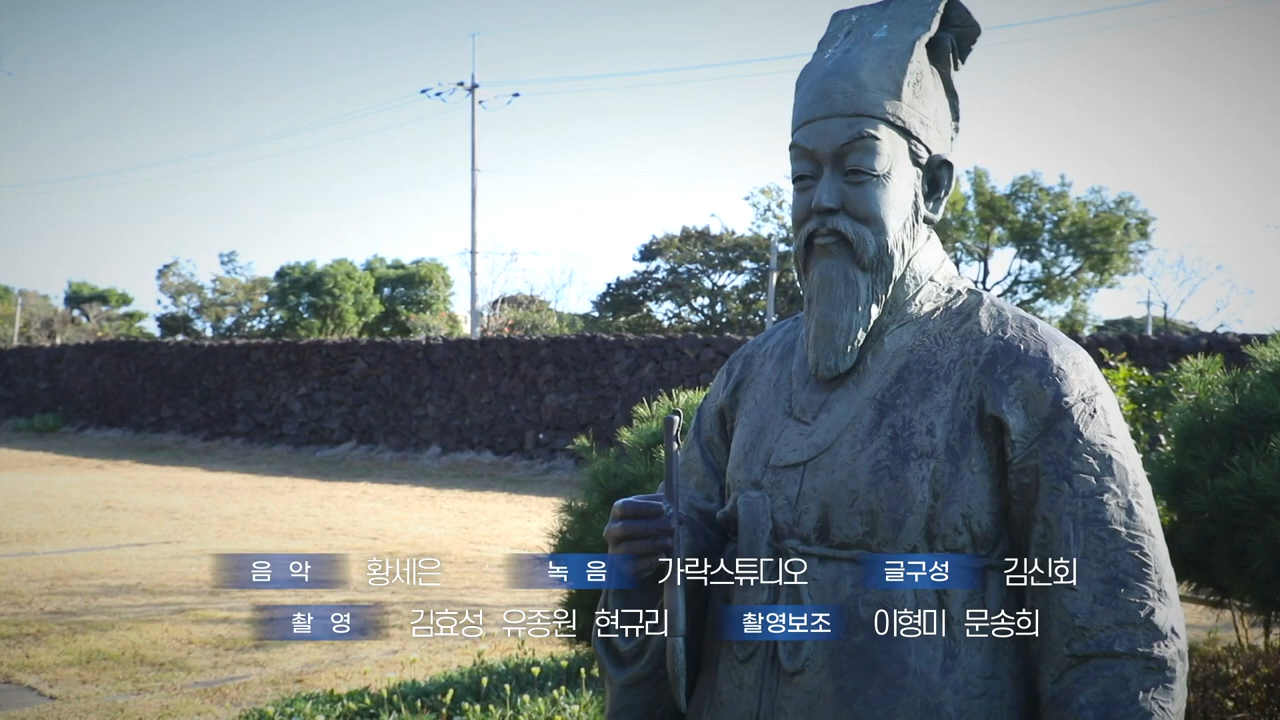 음 악 황세은 녹 음 가락스튜디오 글구성 김신회
촬 영 김효성 유종원 현규리 촬영보조 이형미 문송희